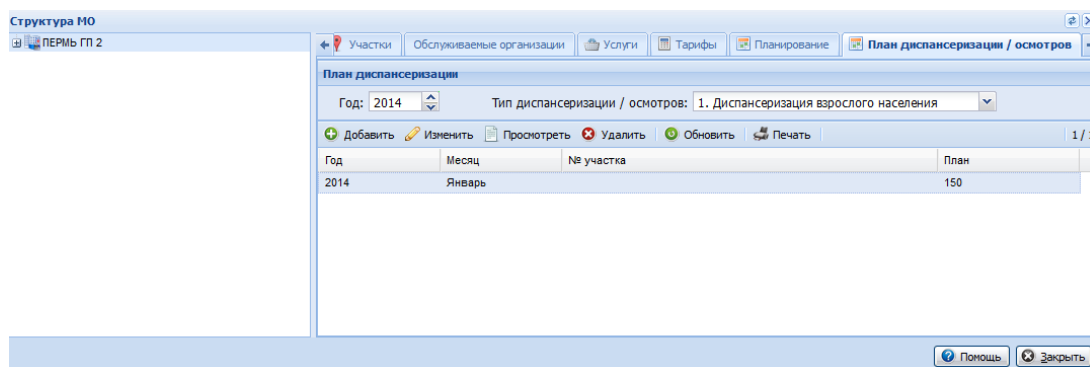 Структура МО
ПЕРМЬ ГП 2
Участки Обслуживаемые организации Услуги Тарифы Планирование План диспансеризации / осмотров
План диспансеризации
Год: 2014 Тип диспансеризации / осмотров: 1. Диспансеризация взрослого населения
Добавить Изменить Просмотреть Удалить Обновить Печать 1 /
Год Месяц № участка План
2014 Январь 150
Помощь Закрыть